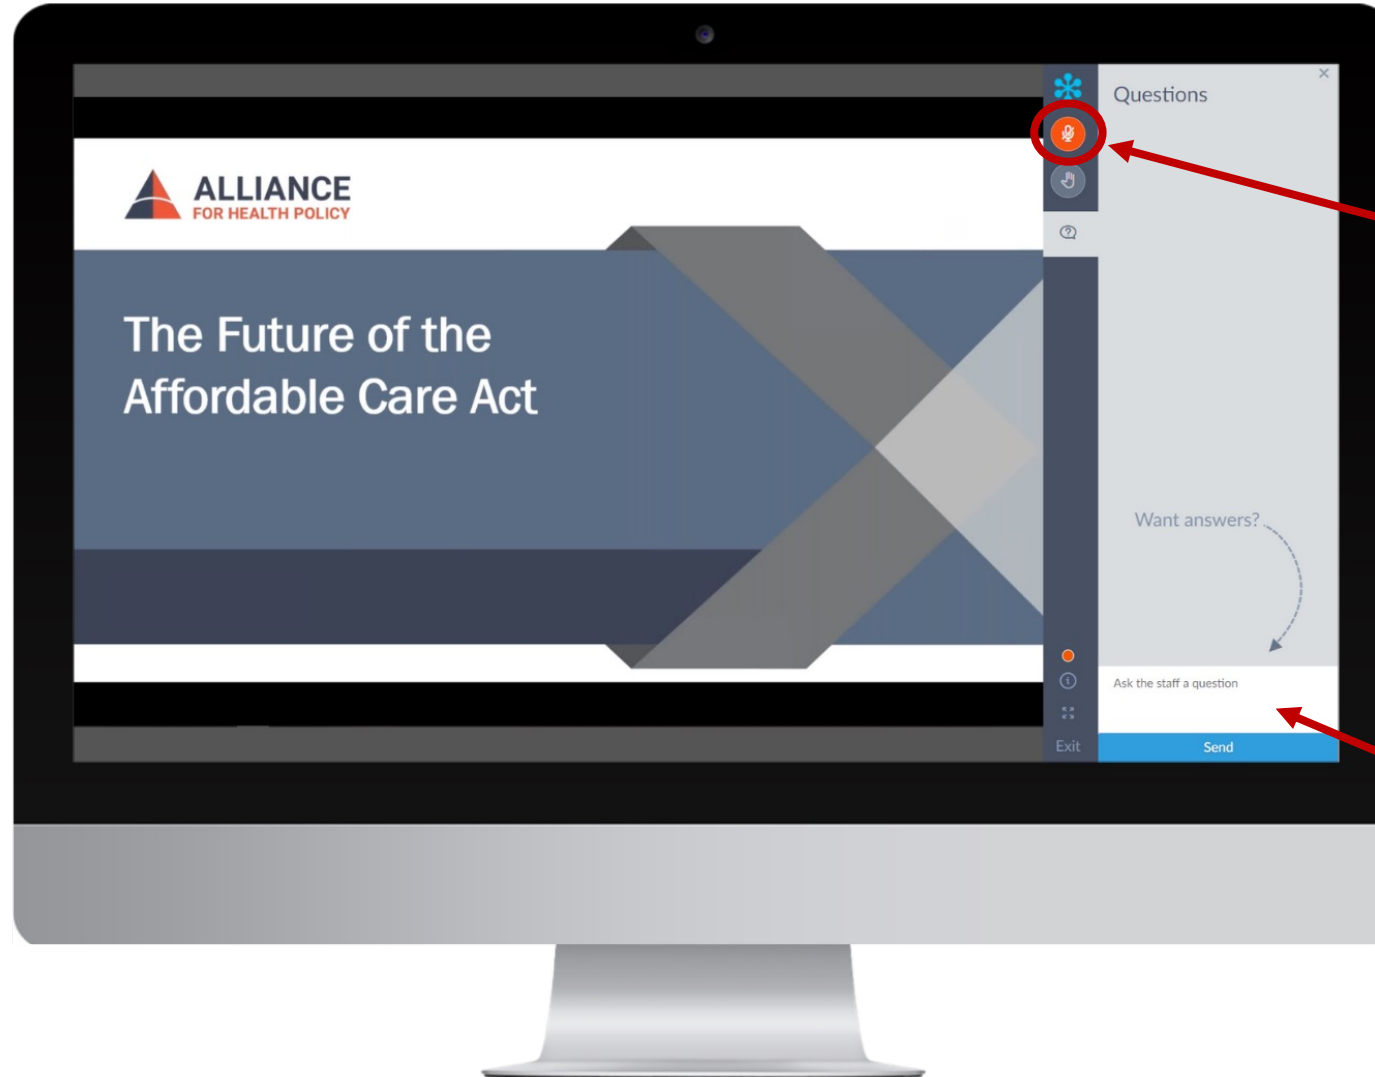 ALLIANCE
FOR HEALTH POLICY
The Future of the
Affordable Care Act
Questions
Want answers?
Ask the staff a question
Exit
Send